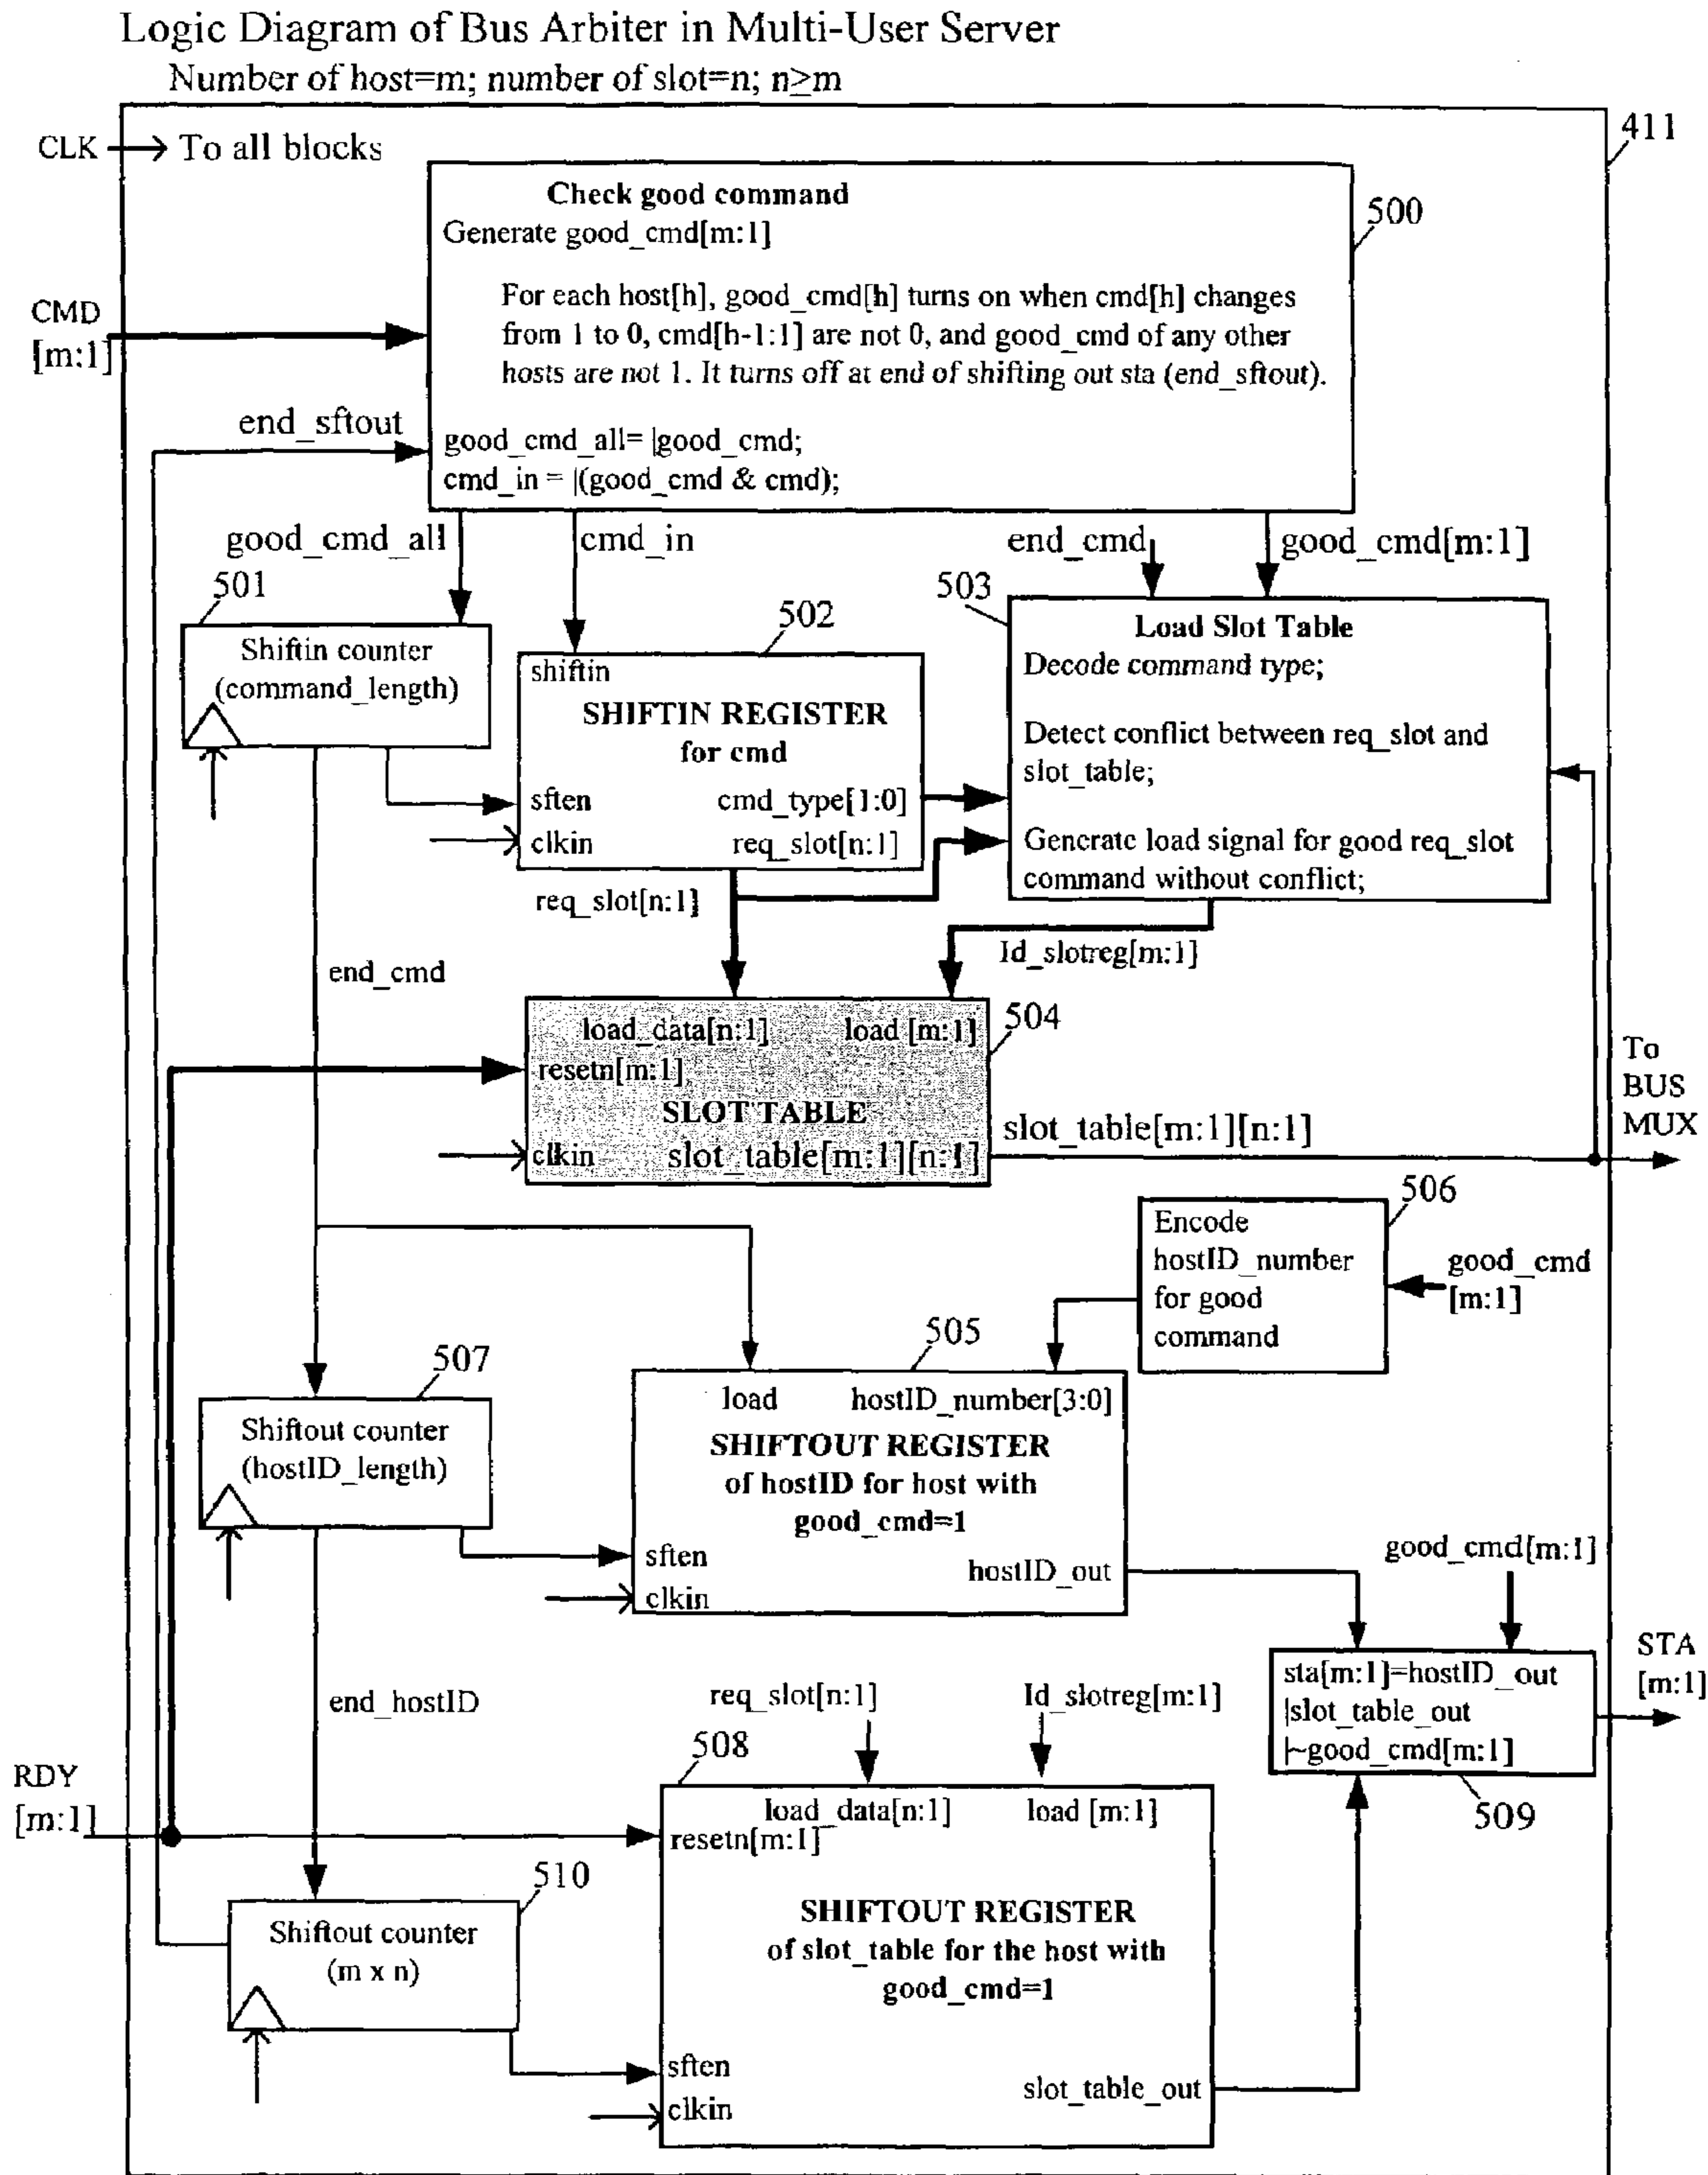 Logic Diagram of Bus Arbiter in Multi-User Server
Number of host=m; number of slot=n; n≥m
411
CLK
To all blocks
500
Check good command
Generate good_cmd[m:1]
For each host[h], good_cmd[h] turns on when cmd[h] changes
from 1 to 0, cmd[h-1:1] are not 0, and good_cmd of any other
hosts are not 1. It turns off at end of shifting out sta (end_sftout).
good_cmd_all= |good_cmd;
cmd_in = |(good_cmd & cmd);
CMD
[m:1]
end_sftout
good_cmd_all
cmd_in
end_cmd
good_cmd[m:1]
501
Shiftin counter
(command_length)
502
shiftin
SHIFTIN REGISTER
for cmd
sften
cmd_type[1:0]
clkin
req_slot[n:1]
503
Load Slot Table
Decode command type;
Detect conflict between req_slot and
slot_table;
Generate load signal for good req_slot
command without conflict;
req_slot[n:1]
Id_slotreg[m:1]
end_cmd
504
load_data[n:1]
load [m:1]
resetn[m:1]
SLOT TABLE
clkin
slot_table[m:1][n:1]
slot_table[m:1][n:1]
To
BUS
MUX
506
Encode
hostID_number
for good
command
good_cmd
[m:1]
505
load
hostID_number[3:0]
SHIFTOUT REGISTER
of hostID for host with
good_cmd=1
sften
hostID_out
clkin
507
Shiftout counter
(hostID_length)
good_cmd[m:1]
sta[m:1]=hostID_out
|slot_table_out
|~good_cmd[m:1]
509
STA
[m:1]
end_hostID
req_slot[n:1]
Id_slotreg[m:1]
508
load_data[n:1]
load [m:1]
resetn[m:1]
SHIFTOUT REGISTER
of slot_table for the host with
good_cmd=1
sften
slot_table_out
clkin
RDY
[m:1]
510
Shiftout counter
(m x n)